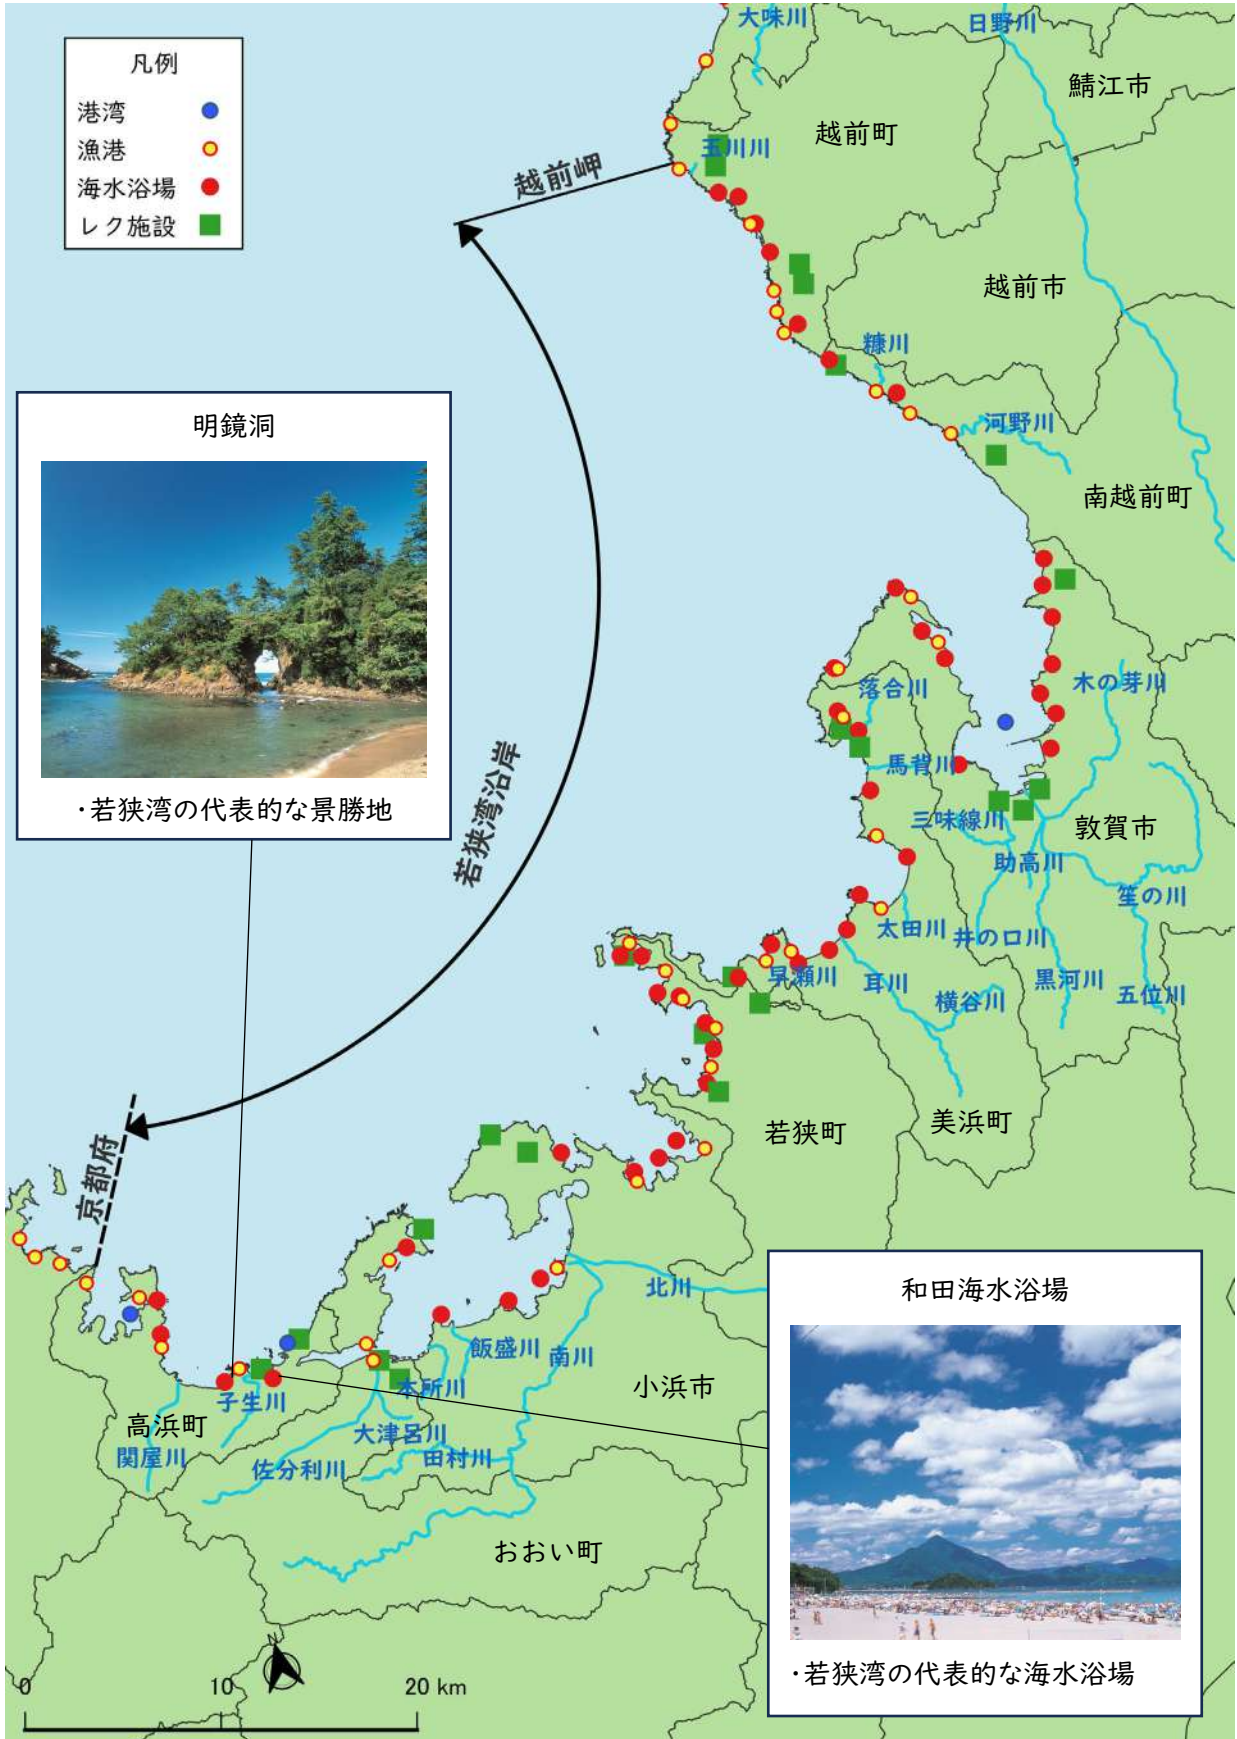 凡例
港湾
漁港
海水浴場
レク施設
大味川
日野川
鯖江市
越前町
玉川川
越前岬
越前市
糠川
河野川
南越前町
明鏡洞
・若狭湾の代表的な景勝地
若狭湾沿岸
落合川
木の芽川
馬背川
三味線川
敦賀市
助高川
笙の川
太田川
井の口川
早瀬川
耳川
横谷川
黒河川
五位川
若狭町
美浜町
京都府
北川
飯盛川
南川
本所川
小浜市
子生川
高浜町
関屋川
大津呂川
佐分利川
田村川
おおい町
和田海水浴場
・若狭湾の代表的な海水浴場
0 10 20 km